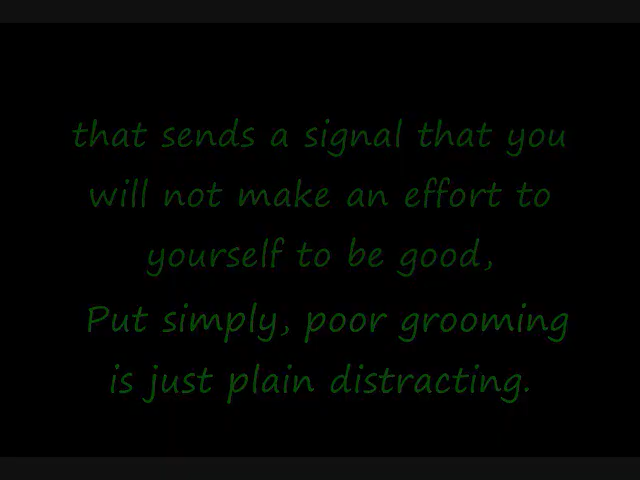 that sends a signal that you
will not make an effort to
yourself to be good,
Put simply, poor grooming
is just plain distracting.